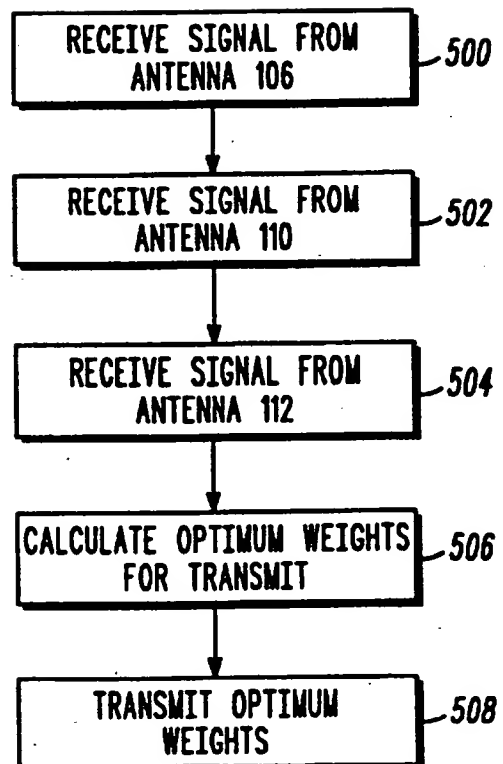 RECEIVE SIGNAL FROM
ANTENNA 106
500
RECEIVE SIGNAL FROM
ANTENNA 110
502
RECEIVE SIGNAL FROM
ANTENNA 112
504
CALCULATE OPTIMUM WEIGHTS
FOR TRANSMIT
506
TRANSMIT OPTIMUM
WEIGHTS
508